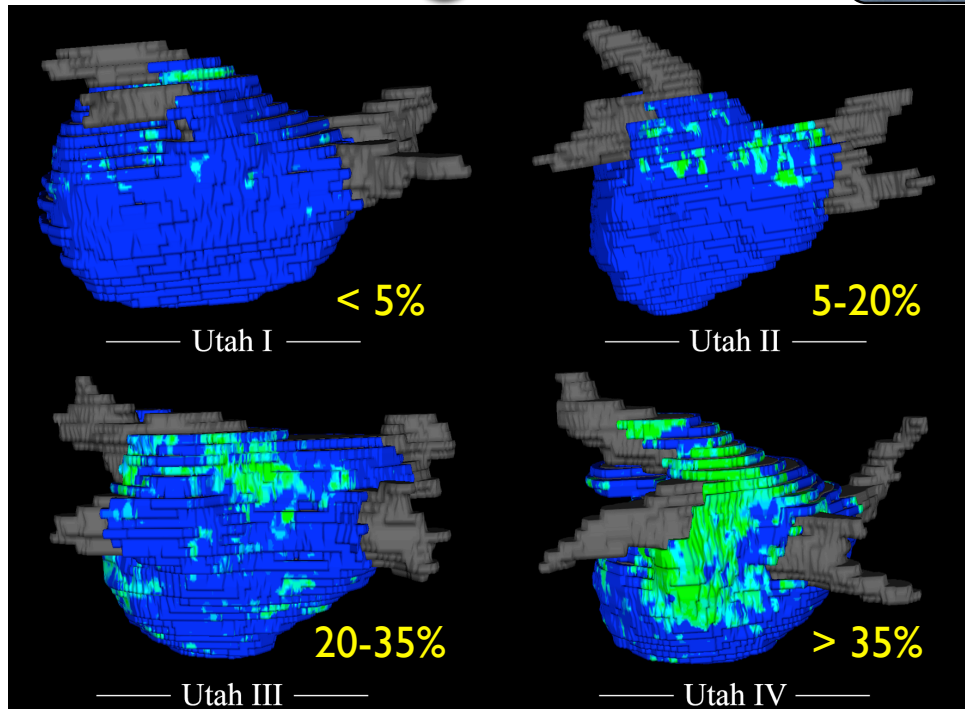 < 5%
Utah I
5-20%
Utah II
20-35%
Utah III
> 35%
Utah IV